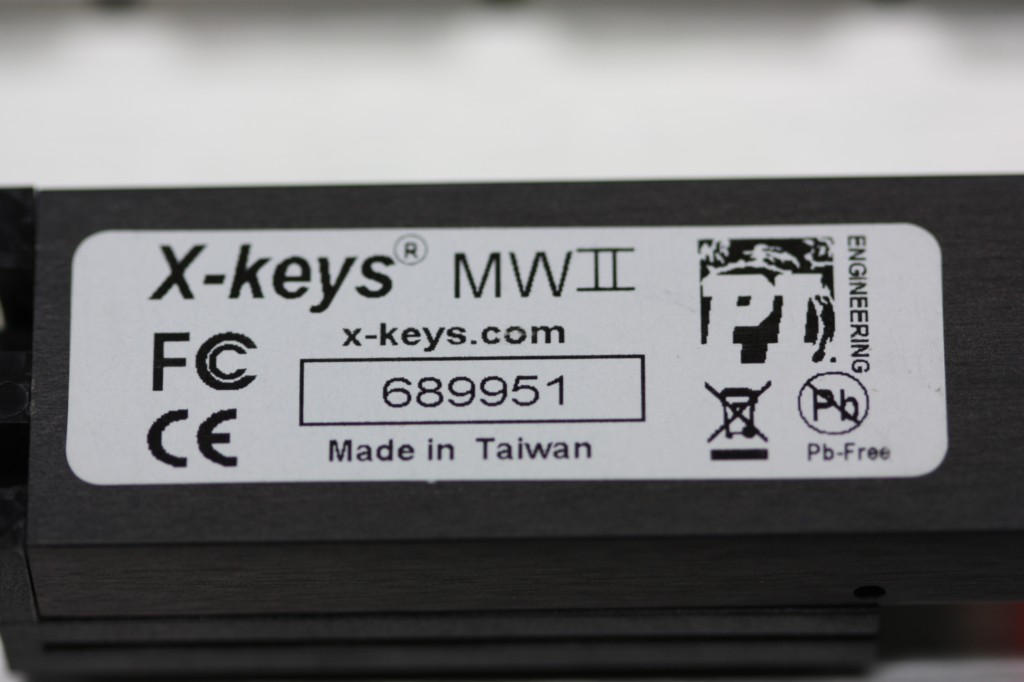 X-keys® MWII
x-keys.com
FC
CE
689951
Made in Taiwan
PI ENGINEERING
Pb
Pb-Free